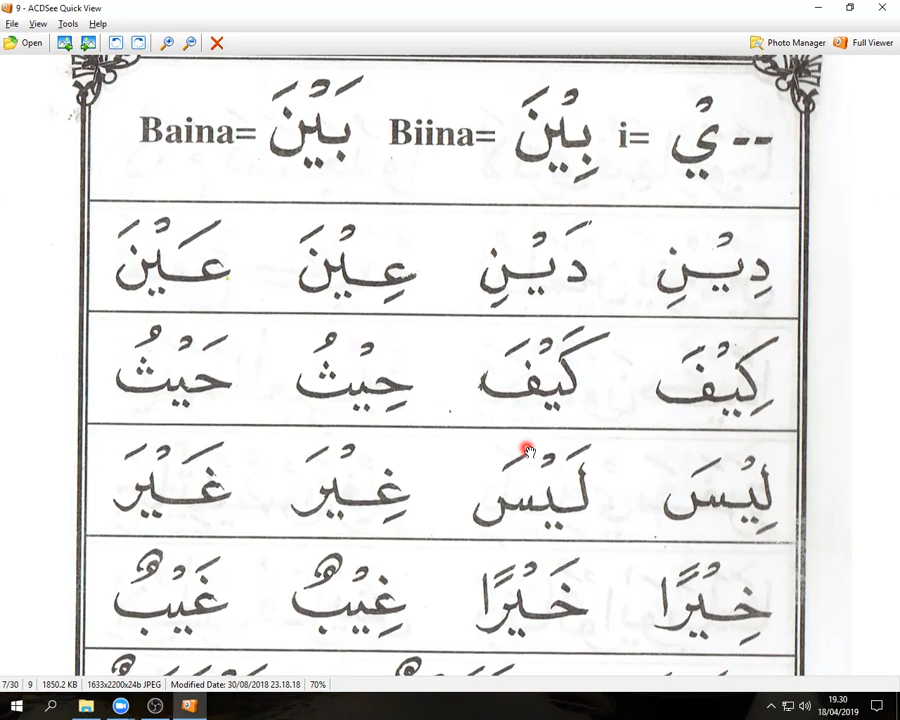 9 - ACDSee Quick View
File View Tools Help
Open Photo Manager Full Viewer
-- يْ i= بِيْنَ Biina= بَيْنَ Baina=
دِيْنِ دَيْنِ عِيْنَ عَيْنَ
كِيْفَ كَيْفَ حِيْثُ حَيْثُ
لِيْسَ لَيْسَ غِيْرَ غَيْرَ
خِيْرًا خَيْرًا غِيْبٌ غَيْبٌ
7/30 9 1850.2 KB 1633x2200x24b JPEG Modified Date: 30/08/2018 23.18.18 70%
19.30
18/04/2019